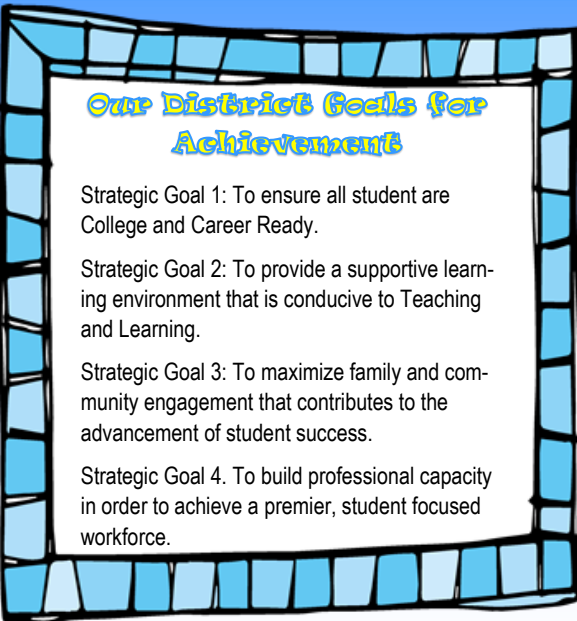 Our District Goals for
Achievement
Strategic Goal 1: To ensure all student are
College and Career Ready.
Strategic Goal 2: To provide a supportive learn-
ing environment that is conducive to Teaching
and Learning.
Strategic Goal 3: To maximize family and com-
munity engagement that contributes to the
advancement of student success.
Strategic Goal 4. To build professional capacity
in order to achieve a premier, student focused
workforce.